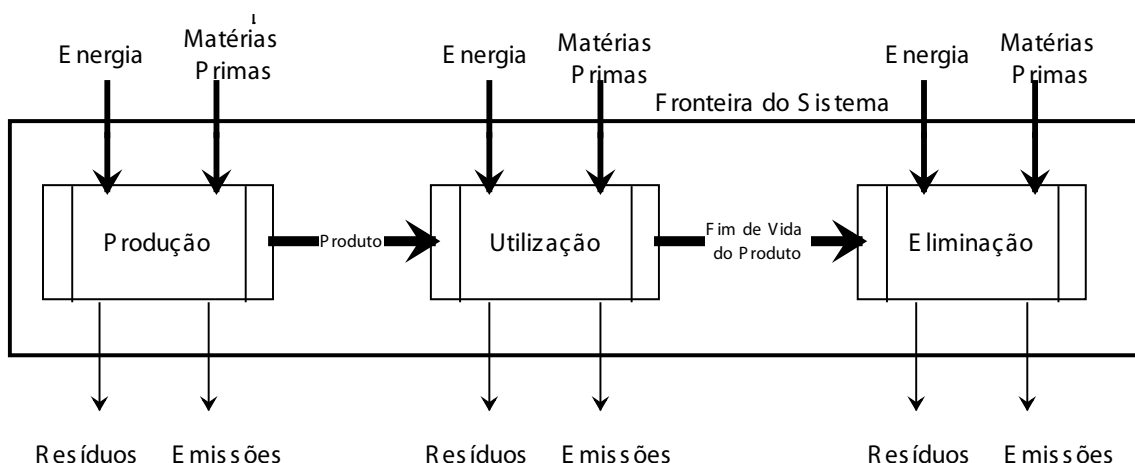 Energia
Matérias
Primas
Energia
Matérias
Primas
Energia
Matérias
Primas
Fronteira do Sistema
Produção
Produto
Utilização
Fim de Vida
do Produto
Eliminação
Resíduos
Emissões
Resíduos
Emissões
Resíduos
Emissões